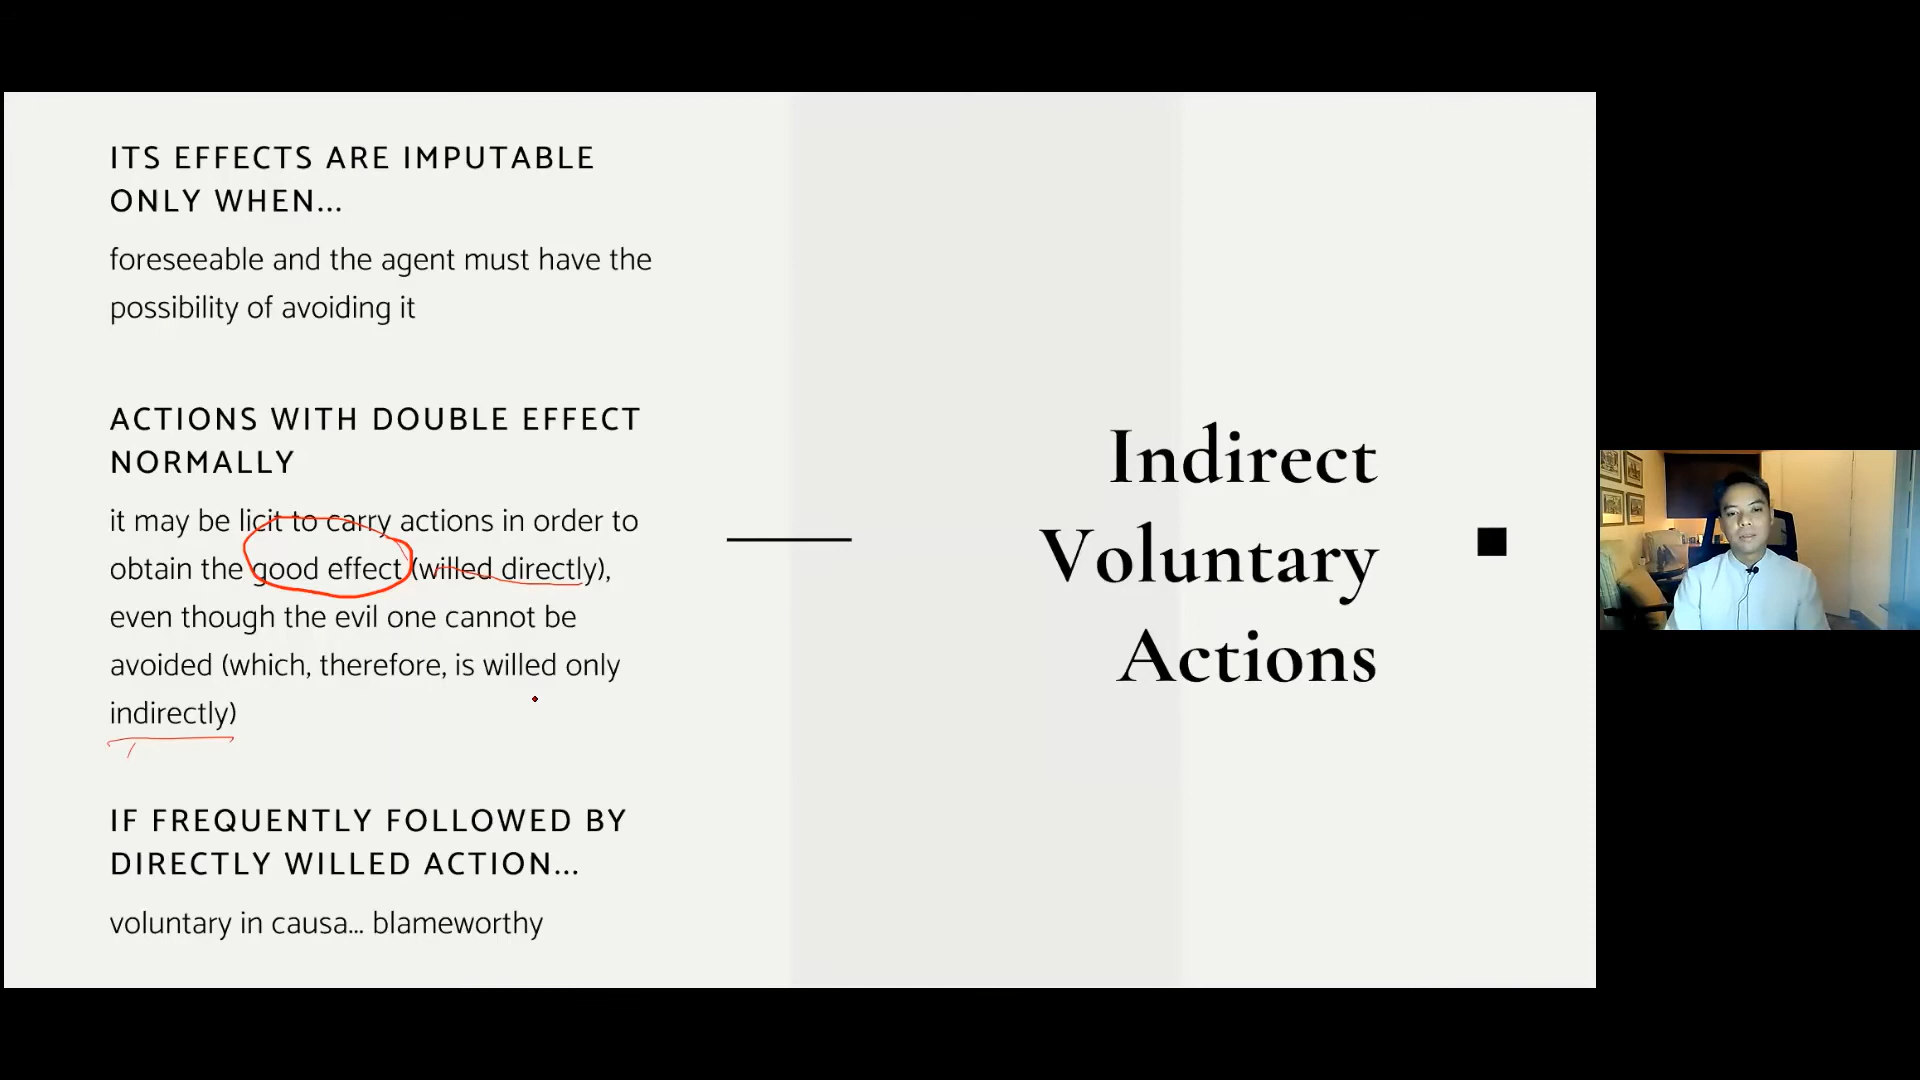 ITS EFFECTS ARE IMPUTABLE
ONLY WHEN...
foreseeable and the agent must have the
possibility of avoiding it
ACTIONS WITH DOUBLE EFFECT
NORMALLY
it may be licit to carry actions in order to
obtain the good effect (willed directly),
even though the evil one cannot be
avoided (which, therefore, is willed only
indirectly)
IF FREQUENTLY FOLLOWED BY
DIRECTLY WILLED ACTION...
voluntary in causa... blameworthy
Indirect
Voluntary
Actions